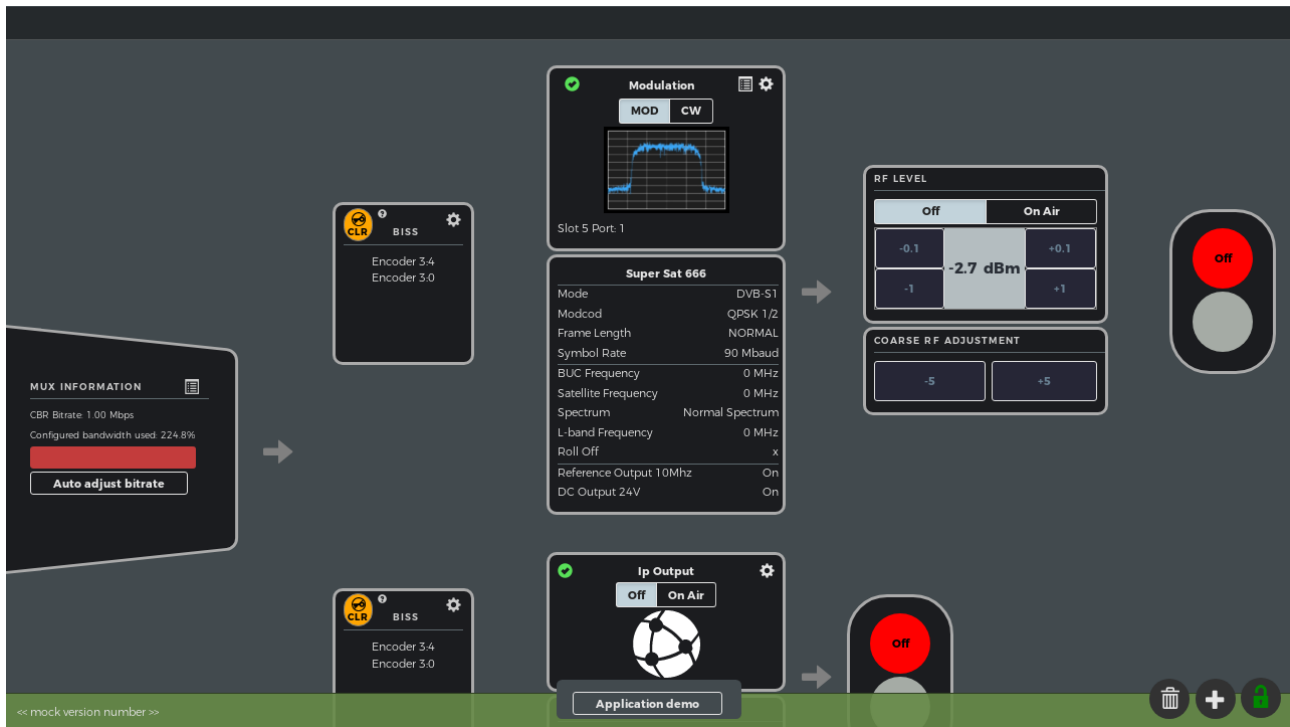 MUX INFORMATION
CBR Bitrate: 1.00 Mbps
Configured bandwidth used: 224.8%
Auto adjust bitrate
CLR
?
BISS
Encoder 3:4
Encoder 3:0
Modulation
MOD CW
Slot 5 Port: 1
Super Sat 666
Mode DVB-S1
Modcod QPSK 1/2
Frame Length NORMAL
Symbol Rate 90 Mbaud
BUC Frequency 0 MHz
Satellite Frequency 0 MHz
Spectrum Normal Spectrum
L-band Frequency 0 MHz
Roll Off x
Reference Output 10Mhz On
DC Output 24V On
RF LEVEL
Off On Air
-0.1 +0.1
-2.7 dBm
-1 +1
COARSE RF ADJUSTMENT
-5 +5
Off
CLR
?
BISS
Encoder 3:4
Encoder 3:0
Ip Output
Off On Air
Off
Application demo
<< mock version number >>